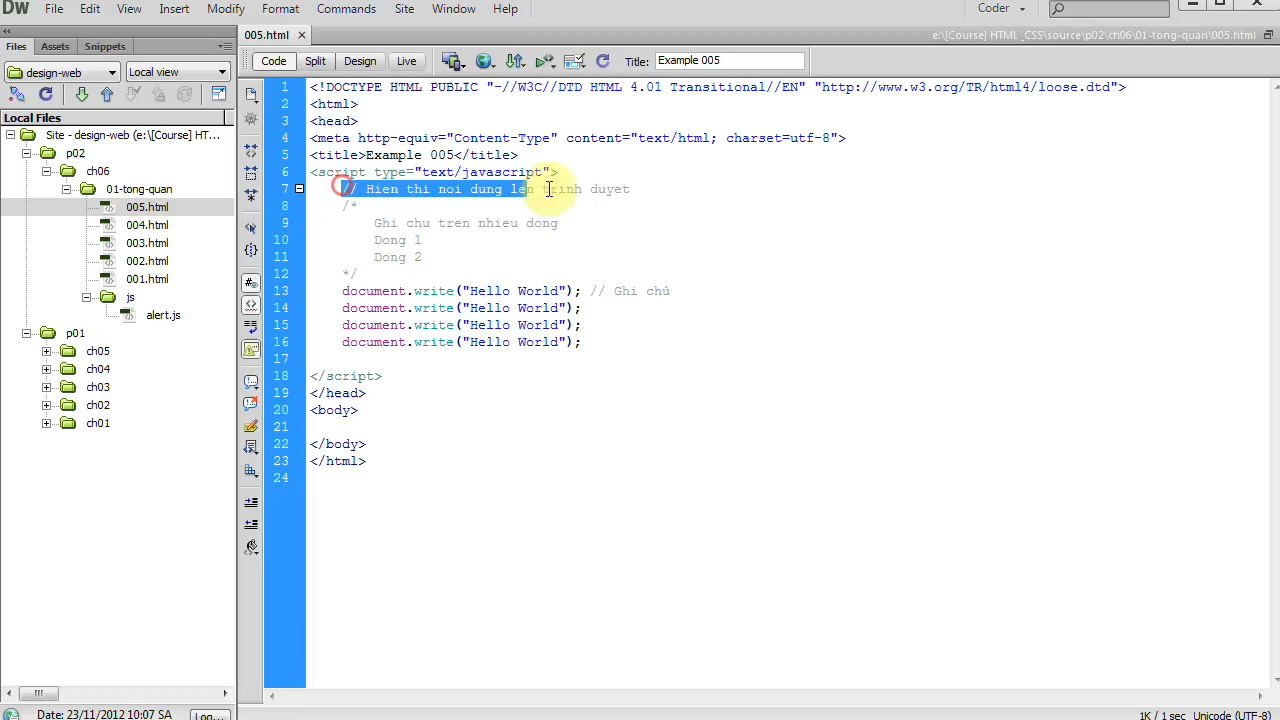 Dw File Edit View Insert Modify Format Commands Site Window Help Coder
Files Assets Snippets
005.html
e:\[Course] HTML_CSS\source\p02\ch06\01-tong-quan\005.html
design-web Local view
Code Split Design Live Title: Example 005
Local Files
Site - design-web (e:\[Course] HT...
p02
ch06
01-tong-quan
005.html
004.html
003.html
002.html
001.html
js
alert.js
p01
ch05
ch04
ch03
ch02
ch01
1 <!DOCTYPE HTML PUBLIC "-//W3C//DTD HTML 4.01 Transitional//EN" "http://www.w3.org/TR/html4/loose.dtd">
2 <html>
3 <head>
4 <meta http-equiv="Content-Type" content="text/html; charset=utf-8">
5 <title>Example 005</title>
6 <script type="text/javascript">
7 // Hien thi noi dung len trinh duyet
8 /*
9 Ghi chu tren nhieu dong
10 Dong 1
11 Dong 2
12 */
13 document.write("Hello World"); // Ghi chú
14 document.write("Hello World");
15 document.write("Hello World");
16 document.write("Hello World");
17
18 </script>
19 </head>
20 <body>
21
22 </body>
23 </html>
24
Date: 23/11/2012 10:07 SA Log...
1K / 1 sec Unicode (UTF-8)